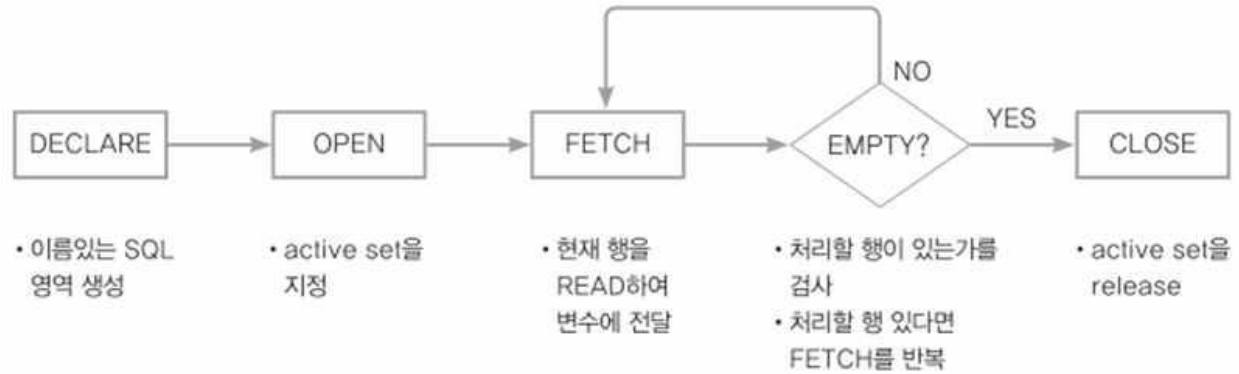 NO
YES
DECLARE
OPEN
FETCH
EMPTY?
CLOSE
• 이름있는 SQL
영역 생성
• active set을
지정
• 현재 행을
READ하여
변수에 전달
• 처리할 행이 있는가를
검사
• 처리할 행 있다면
FETCH를 반복
• active set을
release